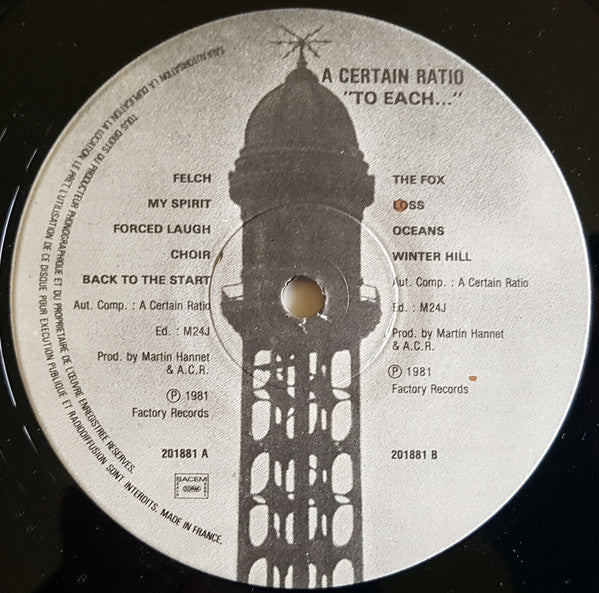 A CERTAIN RATIO
"TO EACH..."
FELCH
MY SPIRIT
FORCED LAUGH
CHOIR
BACK TO THE START
Aut. Comp. : A Certain Ratio
Ed. : M24J
Prod. by Martin Hannet
& A.C.R.
Ⓟ 1981
Factory Records
201881 A
SACEM
THE FOX
LOSS
OCEANS
WINTER HILL
Aut. Comp. : A Certain Ratio
Ed. : M24J
Prod. by Martin Hannet
& A.C.R.
Ⓟ 1981
Factory Records
201881 B
TOUS DROITS DU PRODUCTEUR PHONOGRAPHIQUE ET DU PROPRIETAIRE DE L'ŒUVRE ENREGISTREE RESERVES.
SAUF AUTORISATION LA DUPLICATION LA LOCATION LE PRET L'UTILISATION DE CE DISQUE POUR EXECUTION PUBLIQUE ET RADIODIFFUSION SONT INTERDITS. MADE IN FRANCE.